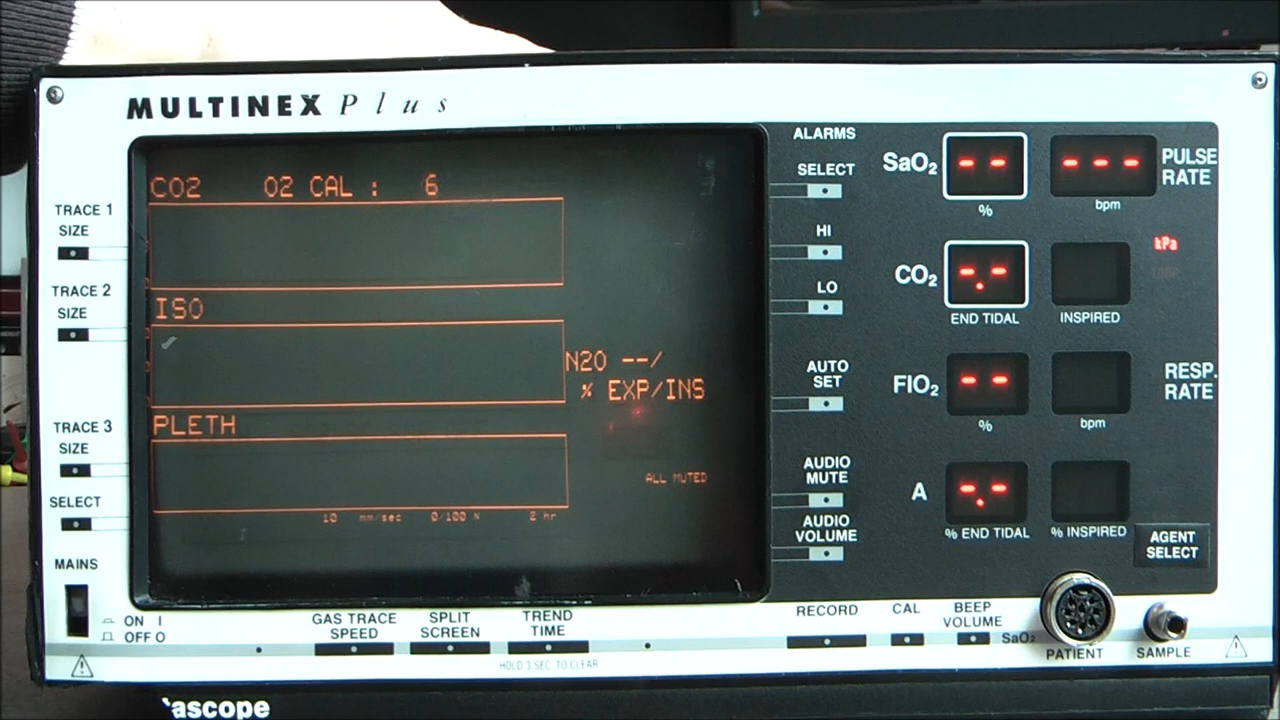 MULTINEX Plus
CO2 O2 CAL : 6
ISO
N2O --/
% EXP/INS
PLETH
ALL MUTED
10 mm/sec 0/100 N 2 hr
TRACE 1
SIZE
TRACE 2
SIZE
TRACE 3
SIZE
SELECT
MAINS
ON I
OFF O
ALARMS
SELECT
HI
LO
AUTO
SET
AUDIO
MUTE
AUDIO
VOLUME
SaO2 -- --- PULSE
RATE
% bpm
kPa
CO2 -.-
END TIDAL INSPIRED
FIO2 -- RESP.
RATE
% bpm
A -.-
% END TIDAL % INSPIRED
AGENT
SELECT
GAS TRACE
SPEED
SPLIT
SCREEN
TREND
TIME
HOLD 3 SEC. TO CLEAR
RECORD
CAL
BEEP
VOLUME
SaO2
PATIENT
SAMPLE
ascope